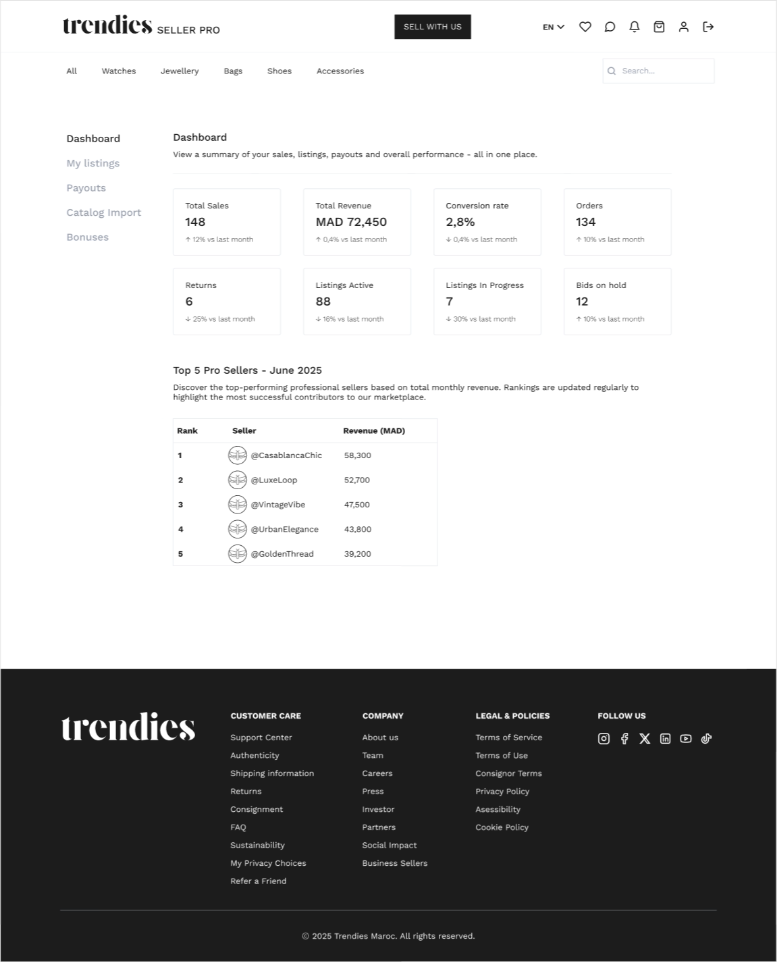 trendies SELLER PRO
SELL WITH US
EN
All Watches Jewellery Bags Shoes Accessories
Search...
Dashboard
My listings
Payouts
Catalog Import
Bonuses
Dashboard
View a summary of your sales, listings, payouts and overall performance - all in one place.
Total Sales
148
↑ 12% vs last month
Total Revenue
MAD 72,450
↑ 0,4% vs last month
Conversion rate
2,8%
↓ 0,4% vs last month
Orders
134
↑ 10% vs last month
Returns
6
↓ 25% vs last month
Listings Active
88
↓ 16% vs last month
Listings In Progress
7
↓ 30% vs last month
Bids on hold
12
↑ 10% vs last month
Top 5 Pro Sellers - June 2025
Discover the top-performing professional sellers based on total monthly revenue. Rankings are updated regularly to
highlight the most successful contributors to our marketplace.
Rank Seller Revenue (MAD)
1 @CasablancaChic 58,300
2 @LuxeLoop 52,700
3 @VintageVibe 47,500
4 @UrbanElegance 43,800
5 @GoldenThread 39,200
trendies
CUSTOMER CARE
Support Center
Authenticity
Shipping information
Returns
Consignment
FAQ
Sustainability
My Privacy Choices
Refer a Friend
COMPANY
About us
Team
Careers
Press
Investor
Partners
Social Impact
Business Sellers
LEGAL & POLICIES
Terms of Service
Terms of Use
Consignor Terms
Privacy Policy
Asessibility
Cookie Policy
FOLLOW US
© 2025 Trendies Maroc. All rights reserved.